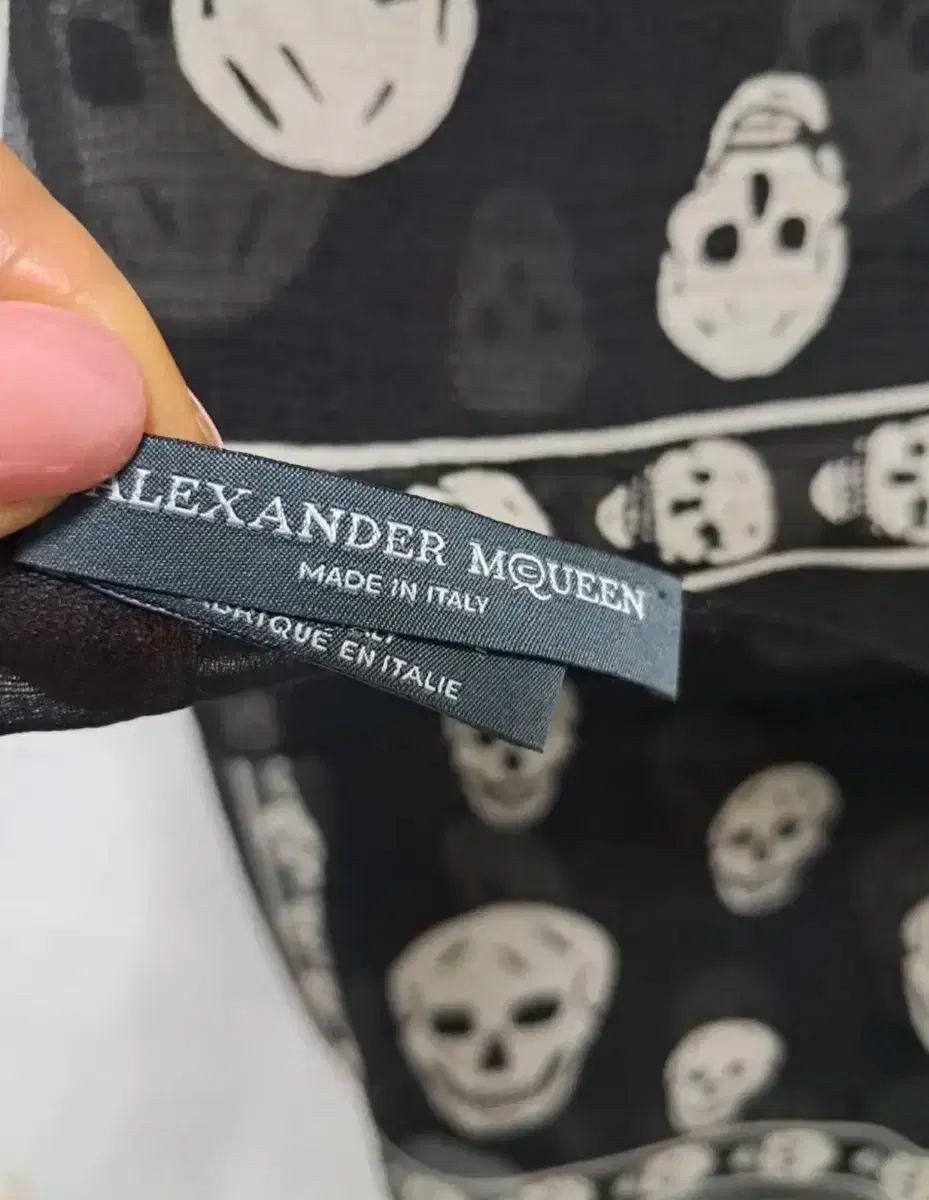 ALEXANDER McQUEEN
MADE IN ITALY
FABRIQUE EN ITALIE